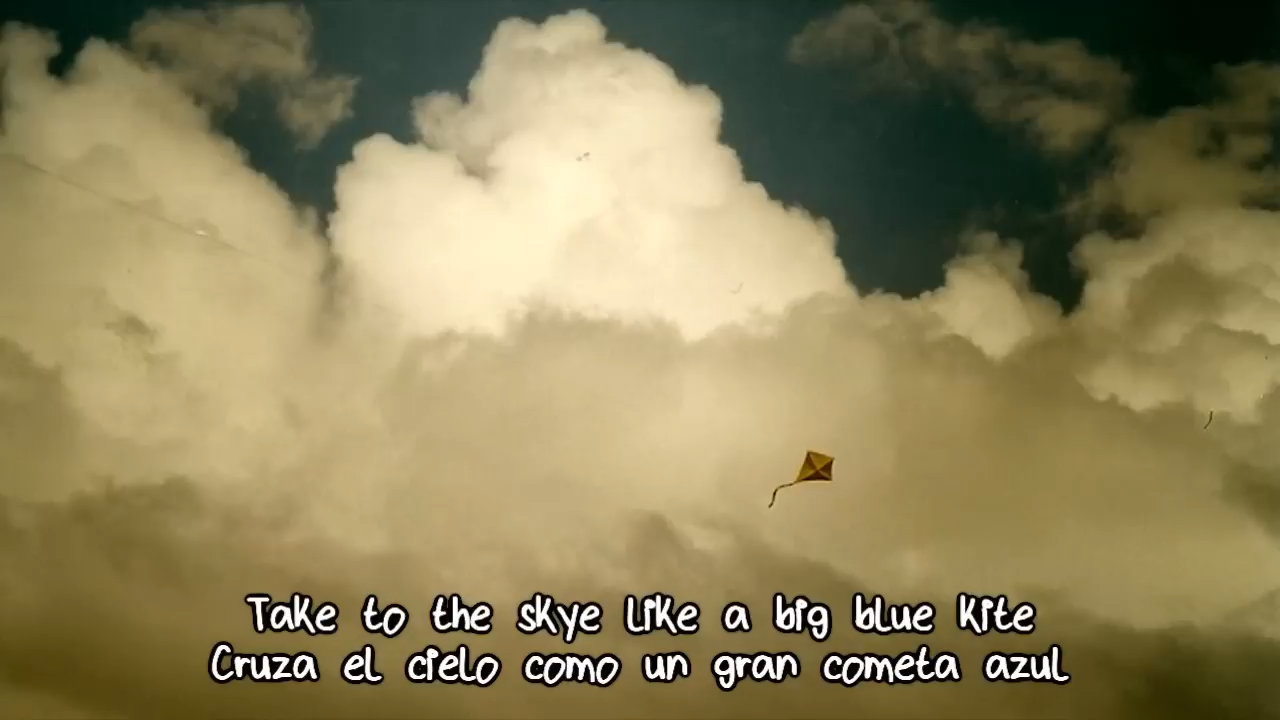 Take to the skye like a big blue kite
Cruza el cielo como un gran cometa azul